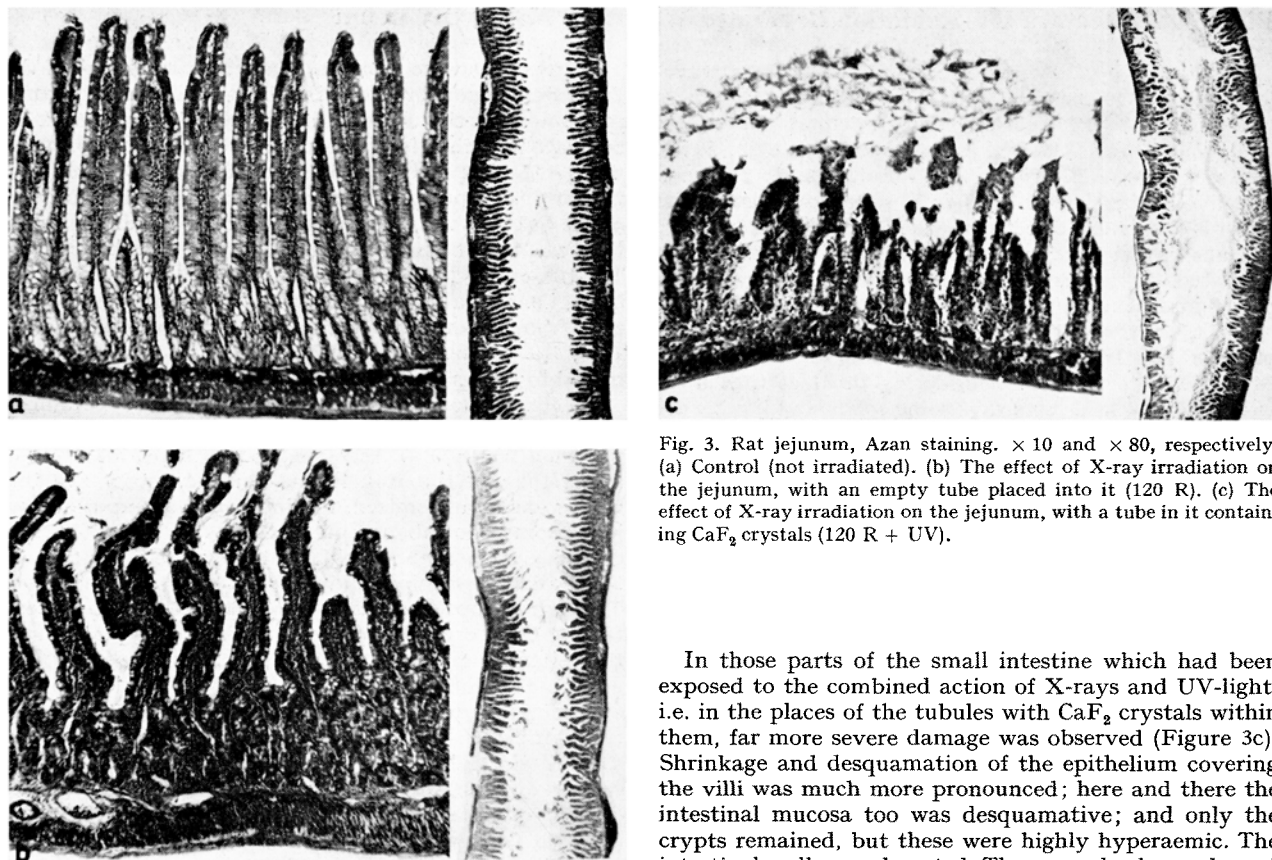 a
b
c
Fig. 3. Rat jejunum, Azan staining. × 10 and × 80, respectively
(a) Control (not irradiated). (b) The effect of X-ray irradiation on
the jejunum, with an empty tube placed into it (120 R). (c) The
effect of X-ray irradiation on the jejunum, with a tube in it contain-
ing CaF₂ crystals (120 R + UV).
In those parts of the small intestine which had been
exposed to the combined action of X-rays and UV-light
i.e. in the places of the tubules with CaF₂ crystals within
them, far more severe damage was observed (Figure 3c)
Shrinkage and desquamation of the epithelium covering
the villi was much more pronounced; here and there the
intestinal mucosa too was desquamative; and only the
crypts remained, but these were highly hyperaemic. The